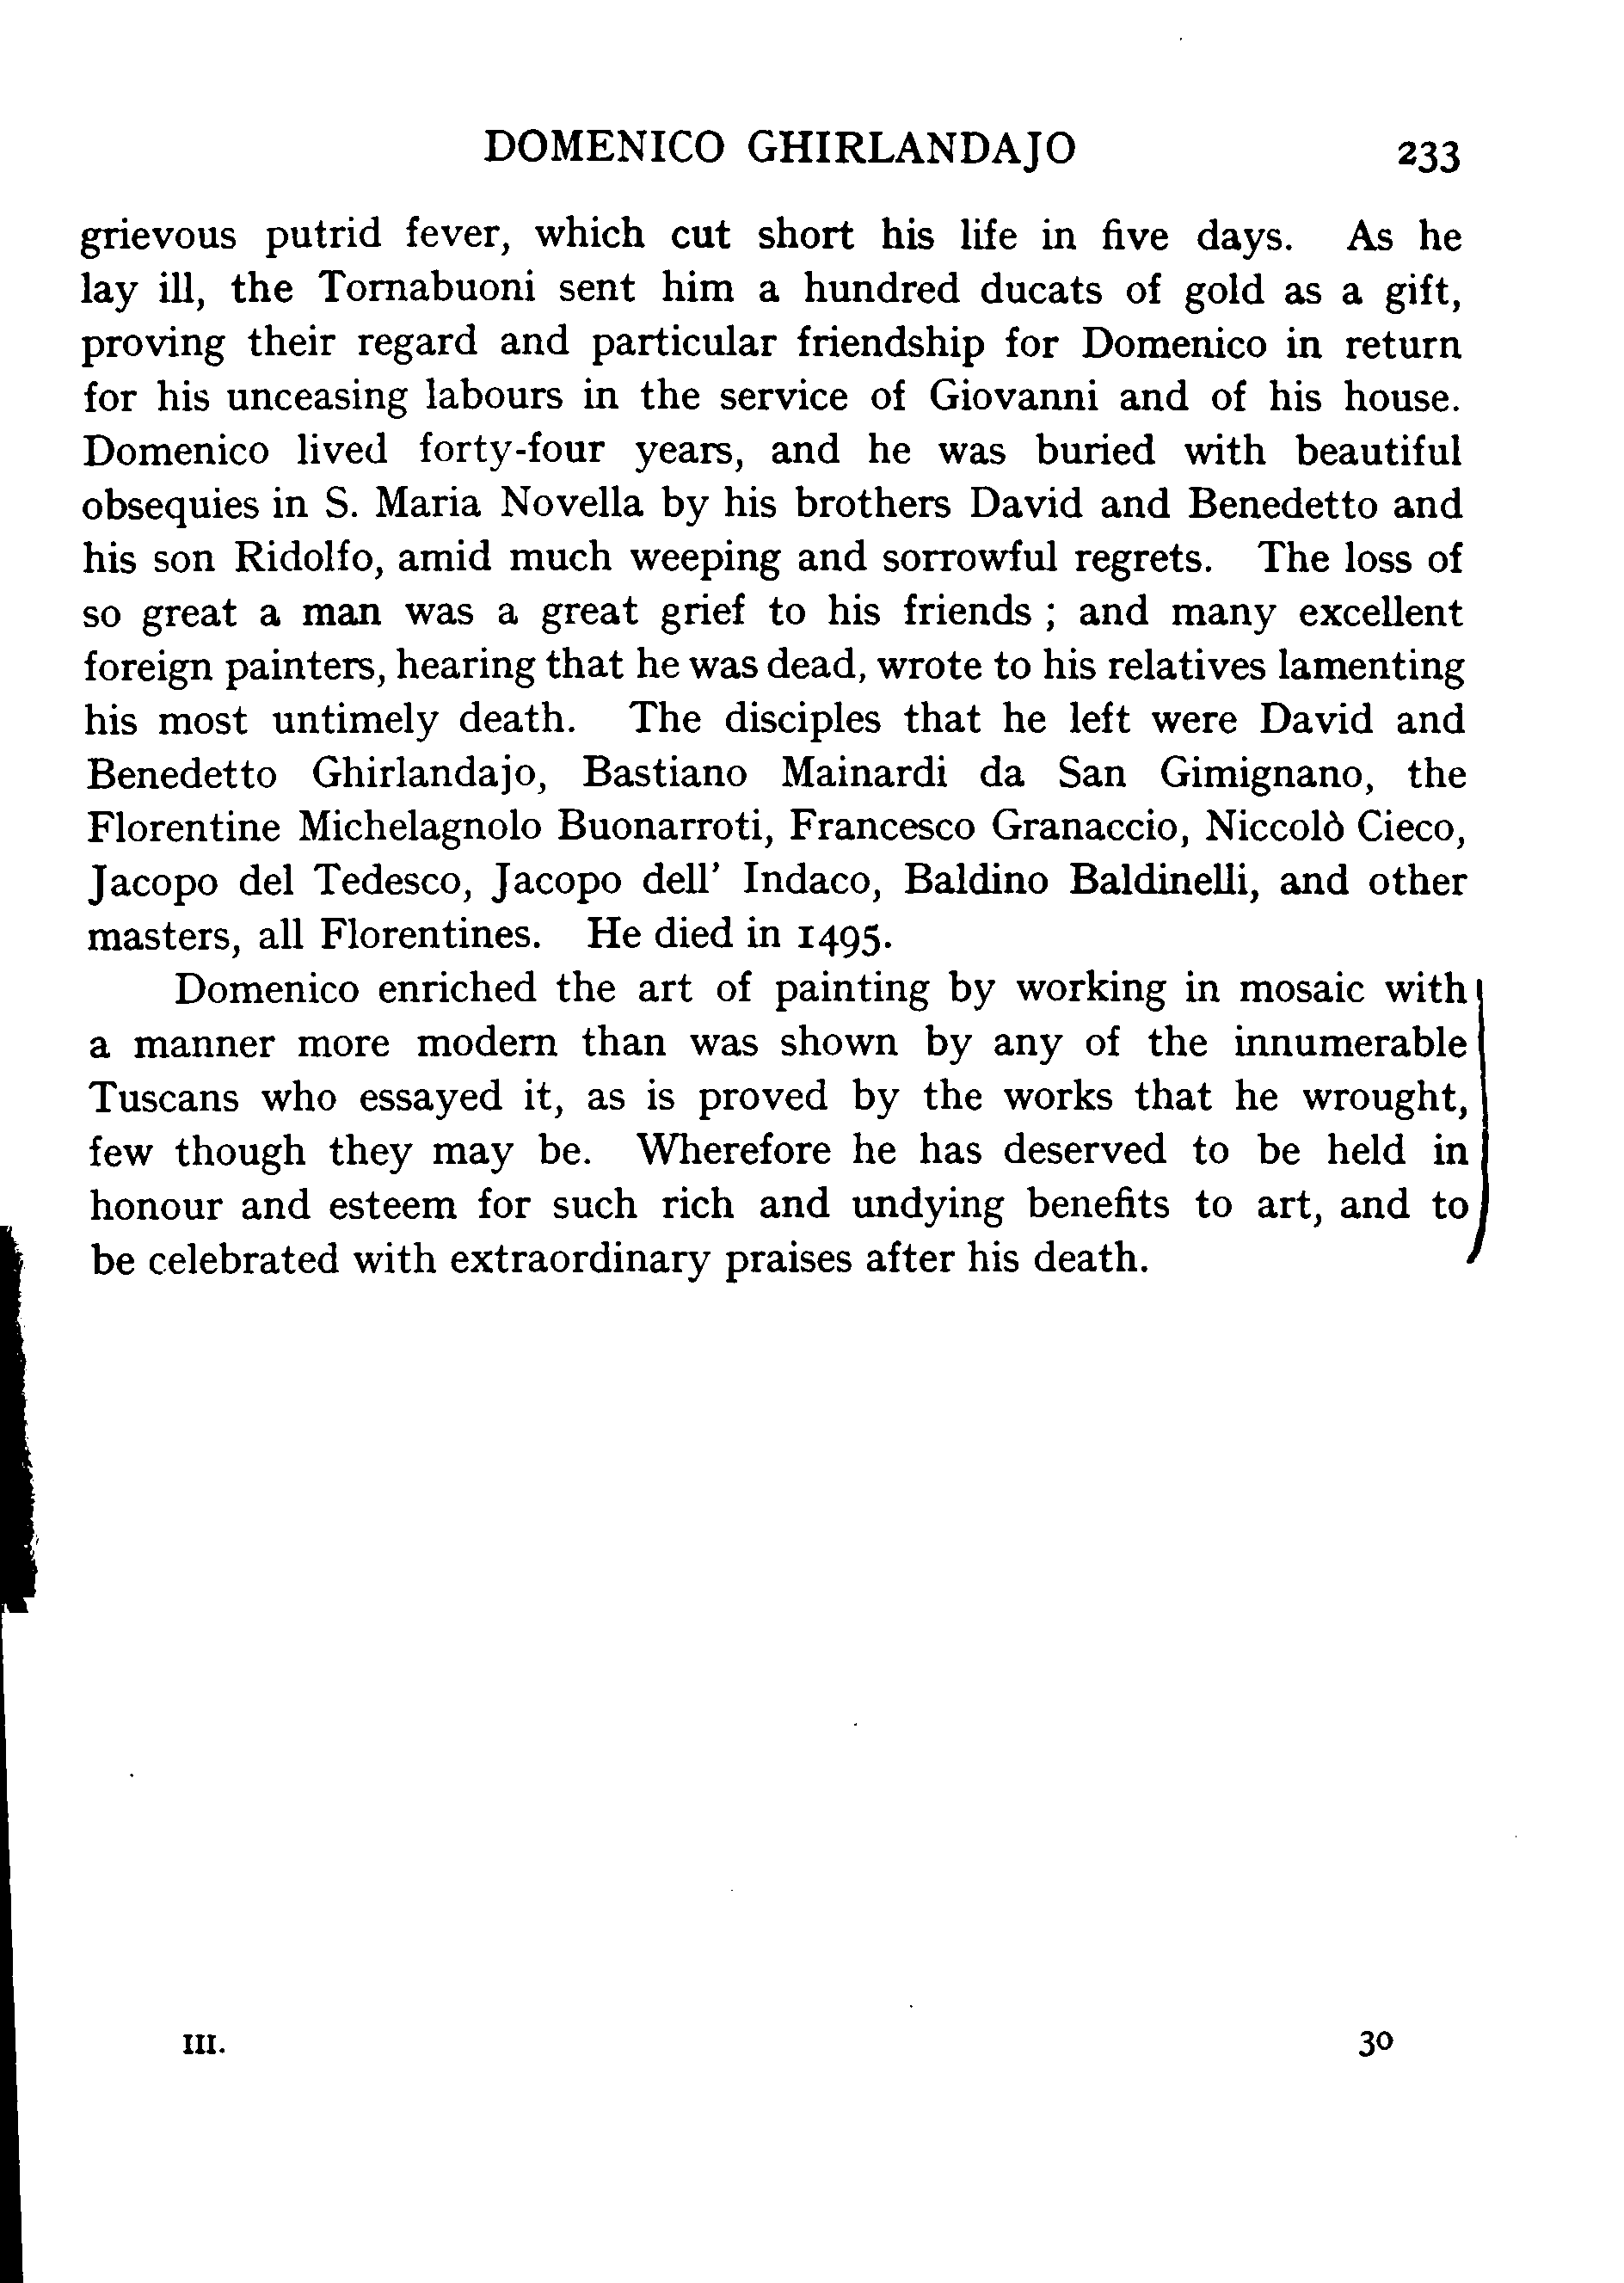 DOMENICO GHIRLANDAJO 233
grievous putrid fever, which cut short his life in five days. As he
lay ill, the Tornabuoni sent him a hundred ducats of gold as a gift,
proving their regard and particular friendship for Domenico in return
for his unceasing labours in the service of Giovanni and of his house.
Domenico lived forty-four years, and he was buried with beautiful
obsequies in S. Maria Novella by his brothers David and Benedetto and
his son Ridolfo, amid much weeping and sorrowful regrets. The loss of
so great a man was a great grief to his friends ; and many excellent
foreign painters, hearing that he was dead, wrote to his relatives lamenting
his most untimely death. The disciples that he left were David and
Benedetto Ghirlandajo, Bastiano Mainardi da San Gimignano, the
Florentine Michelagnolo Buonarroti, Francesco Granaccio, Niccolò Cieco,
Jacopo del Tedesco, Jacopo dell' Indaco, Baldino Baldinelli, and other
masters, all Florentines. He died in 1495.
Domenico enriched the art of painting by working in mosaic with
a manner more modern than was shown by any of the innumerable
Tuscans who essayed it, as is proved by the works that he wrought,
few though they may be. Wherefore he has deserved to be held in
honour and esteem for such rich and undying benefits to art, and to
be celebrated with extraordinary praises after his death.
III. 30